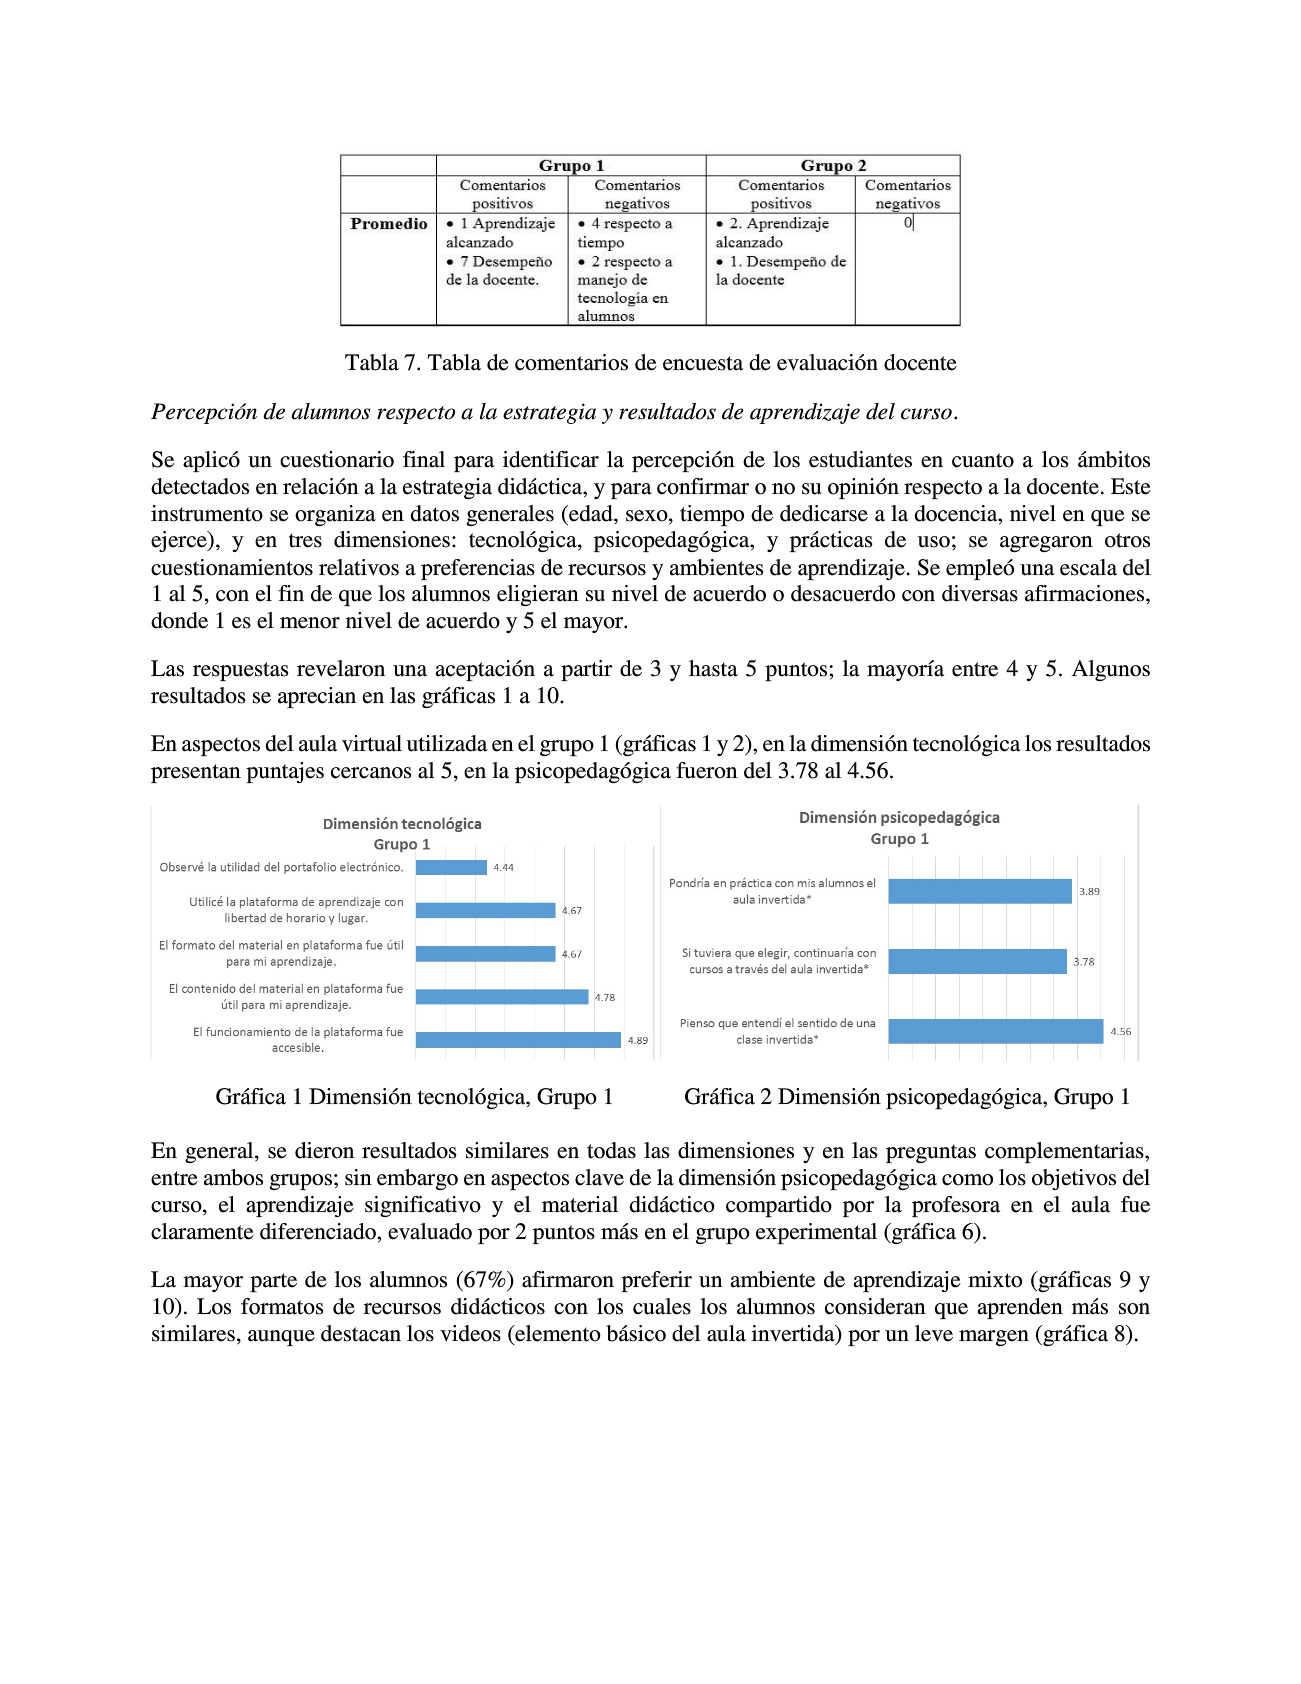 Grupo 1 Grupo 2
Comentarios positivos Comentarios negativos Comentarios positivos Comentarios negativos
Promedio
• 1 Aprendizaje
alcanzado
• 7 Desempeño
de la docente.
• 4 respecto a
tiempo
• 2 respecto a
manejo de
tecnología en
alumnos
• 2. Aprendizaje
alcanzado
• 1. Desempeño de
la docente
0
Tabla 7. Tabla de comentarios de encuesta de evaluación docente
Percepción de alumnos respecto a la estrategia y resultados de aprendizaje del curso.
Se aplicó un cuestionario final para identificar la percepción de los estudiantes en cuanto a los ámbitos
detectados en relación a la estrategia didáctica, y para confirmar o no su opinión respecto a la docente. Este
instrumento se organiza en datos generales (edad, sexo, tiempo de dedicarse a la docencia, nivel en que se
ejerce), y en tres dimensiones: tecnológica, psicopedagógica, y prácticas de uso; se agregaron otros
cuestionamientos relativos a preferencias de recursos y ambientes de aprendizaje. Se empleó una escala del
1 al 5, con el fin de que los alumnos eligieran su nivel de acuerdo o desacuerdo con diversas afirmaciones,
donde 1 es el menor nivel de acuerdo y 5 el mayor.
Las respuestas revelaron una aceptación a partir de 3 y hasta 5 puntos; la mayoría entre 4 y 5. Algunos
resultados se aprecian en las gráficas 1 a 10.
En aspectos del aula virtual utilizada en el grupo 1 (gráficas 1 y 2), en la dimensión tecnológica los resultados
presentan puntajes cercanos al 5, en la psicopedagógica fueron del 3.78 al 4.56.
Dimensión tecnológica
Grupo 1
Observé la utilidad del portafolio electrónico.
4.44
Utilicé la plataforma de aprendizaje con
libertad de horario y lugar.
4.67
El formato del material en plataforma fue útil
para mi aprendizaje.
4.67
El contenido del material en plataforma fue
útil para mi aprendizaje.
4.78
El funcionamiento de la plataforma fue
accesible.
4.89
Dimensión psicopedagógica
Grupo 1
Pondría en práctica con mis alumnos el
aula invertida*
3.89
Si tuviera que elegir, continuaría con
cursos a través del aula invertida*
3.78
Pienso que entendí el sentido de una
clase invertida*
4.56
Gráfica 1 Dimensión tecnológica, Grupo 1
Gráfica 2 Dimensión psicopedagógica, Grupo 1
En general, se dieron resultados similares en todas las dimensiones y en las preguntas complementarias,
entre ambos grupos; sin embargo en aspectos clave de la dimensión psicopedagógica como los objetivos del
curso, el aprendizaje significativo y el material didáctico compartido por la profesora en el aula fue
claramente diferenciado, evaluado por 2 puntos más en el grupo experimental (gráfica 6).
La mayor parte de los alumnos (67%) afirmaron preferir un ambiente de aprendizaje mixto (gráficas 9 y
10). Los formatos de recursos didácticos con los cuales los alumnos consideran que aprenden más son
similares, aunque destacan los videos (elemento básico del aula invertida) por un leve margen (gráfica 8).